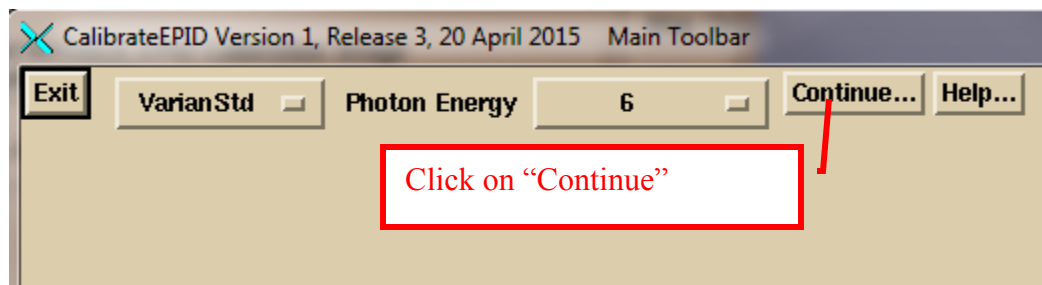 CalibrateEPID Version 1, Release 3, 20 April 2015 Main Toolbar
Exit VarianStd Photon Energy 6 Continue... Help...
Click on “Continue”